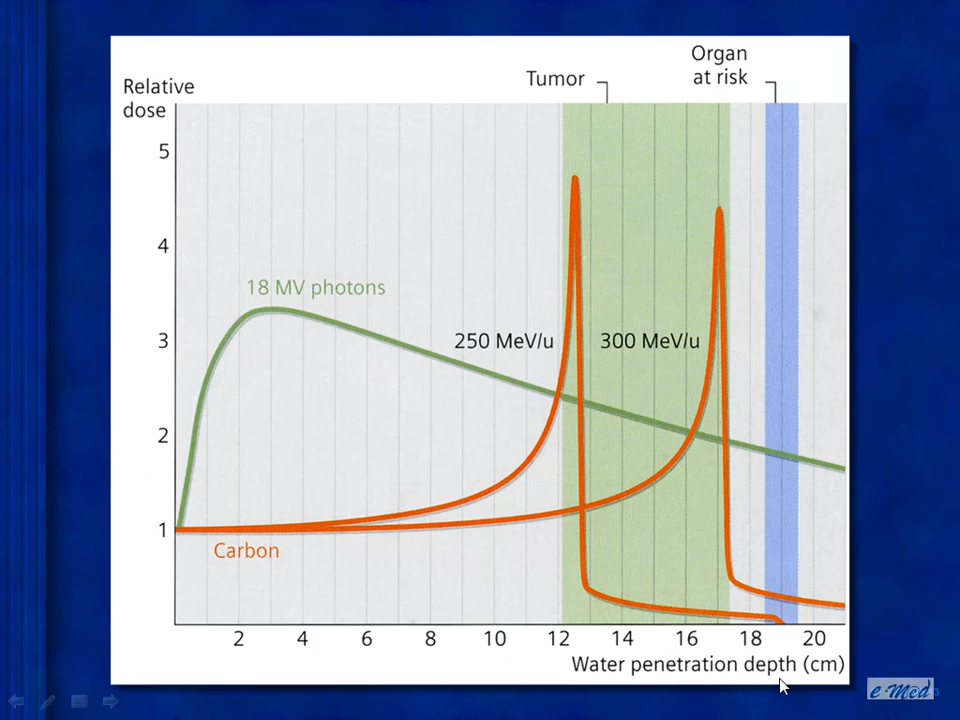 Relative
dose
Tumor
Organ
at risk
5
4
18 MV photons
3
250 MeV/u
300 MeV/u
2
1
Carbon
2 4 6 8 10 12 14 16 18 20
Water penetration depth (cm)
e-Med